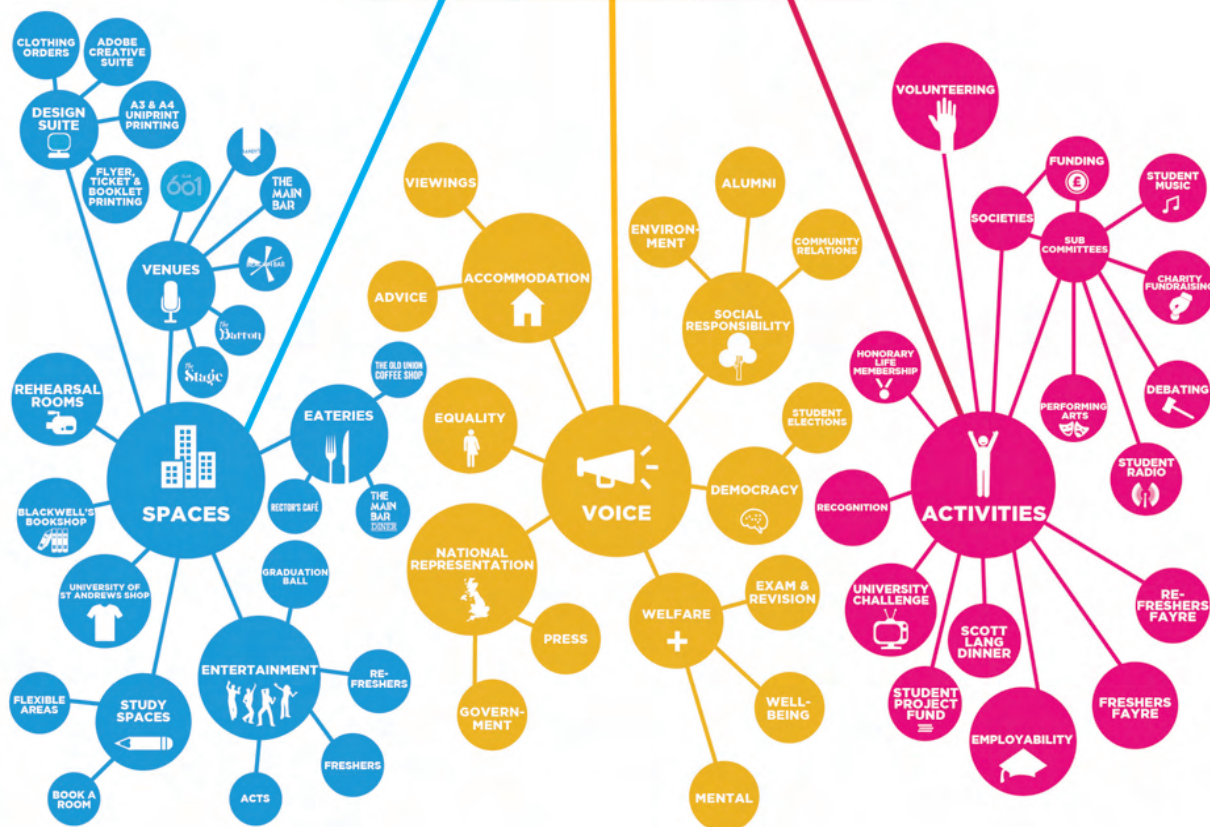 CLOTHING
ORDERS
ADOBE
CREATIVE
SUITE
DESIGN
SUITE
A3 & A4
UNIPRINT
PRINTING
FLYER,
TICKET &
BOOKLET
PRINTING
601
THE
MAIN
BAR
VENUES
BAR
The
Barron
The
Stage
REHEARSAL
ROOMS
THE OLD UNION
COFFEE SHOP
EATERIES
RECTOR'S CAFÉ
THE
MAIN
BAR
DINER
SPACES
BLACKWELL'S
BOOKSHOP
UNIVERSITY OF
ST ANDREWS SHOP
GRADUATION
BALL
ENTERTAINMENT
RE-
FRESHERS
FRESHERS
ACTS
FLEXIBLE
AREAS
STUDY
SPACES
BOOK A
ROOM
VIEWINGS
ACCOMMODATION
ADVICE
ALUMNI
ENVIRON-
MENT
COMMUNITY
RELATIONS
SOCIAL
RESPONSIBILITY
EQUALITY
STUDENT
ELECTIONS
DEMOCRACY
VOICE
NATIONAL
REPRESENTATION
PRESS
GOVERN-
MENT
EXAM &
REVISION
WELFARE
WELL-
BEING
MENTAL
VOLUNTEERING
FUNDING
£
STUDENT
MUSIC
SOCIETIES
SUB
COMMITTEES
CHARITY
FUNDRAISING
HONORARY
LIFE
MEMBERSHIP
PERFORMING
ARTS
DEBATING
STUDENT
RADIO
ACTIVITIES
RECOGNITION
UNIVERSITY
CHALLENGE
SCOTT
LANG
DINNER
STUDENT
PROJECT
FUND
EMPLOYABILITY
RE-
FRESHERS
FAYRE
FRESHERS
FAYRE